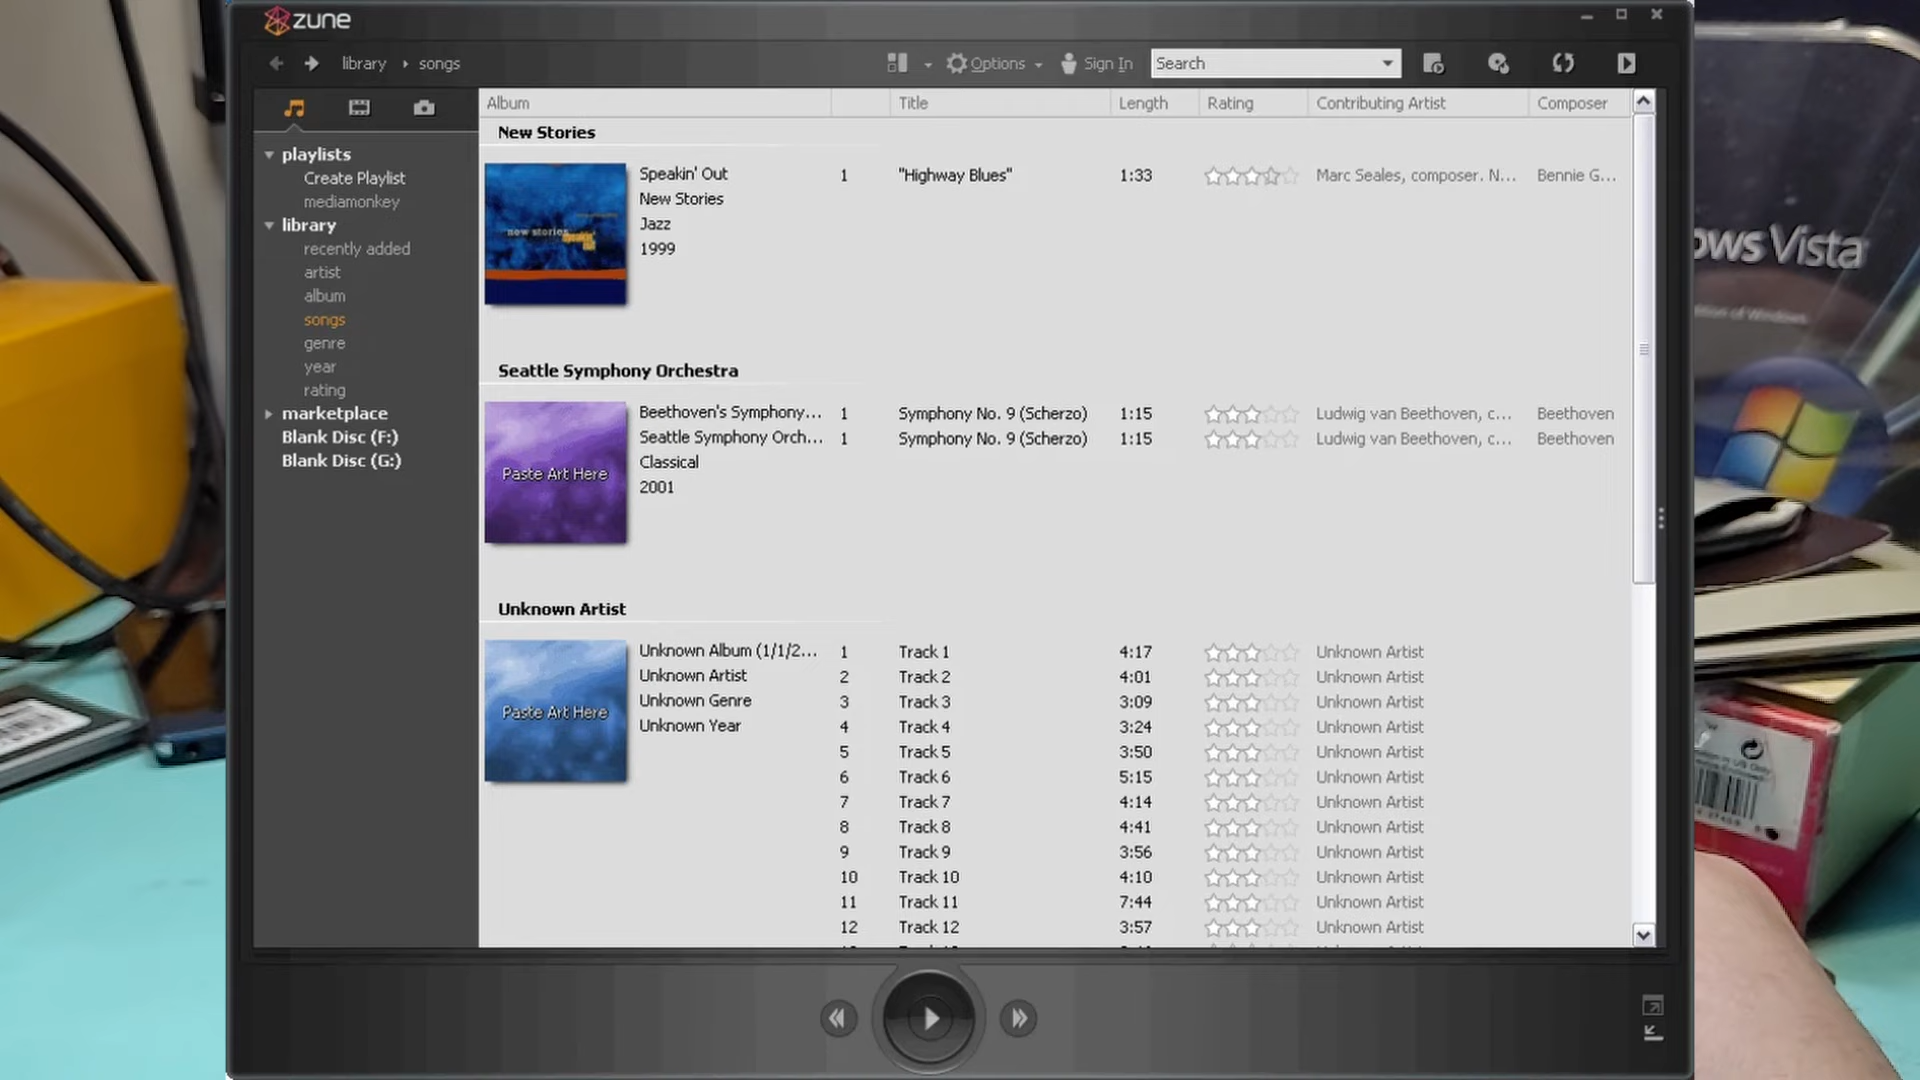 zune
library songs
Options Sign In Search
Album Title Length Rating Contributing Artist Composer
playlists
Create Playlist
mediamonkey
library
recently added
artist
album
songs
genre
year
rating
marketplace
Blank Disc (F:)
Blank Disc (G:)
New Stories
new stories
Speakin' Out 1 "Highway Blues" 1:33 Marc Seales, composer. N... Bennie G...
New Stories
Jazz
1999
Seattle Symphony Orchestra
Paste Art Here
Beethoven's Symphony... 1 Symphony No. 9 (Scherzo) 1:15 Ludwig van Beethoven, c... Beethoven
Seattle Symphony Orch... 1 Symphony No. 9 (Scherzo) 1:15 Ludwig van Beethoven, c... Beethoven
Classical
2001
Unknown Artist
Paste Art Here
Unknown Album (1/1/2... 1 Track 1 4:17 Unknown Artist
Unknown Artist 2 Track 2 4:01 Unknown Artist
Unknown Genre 3 Track 3 3:09 Unknown Artist
Unknown Year 4 Track 4 3:24 Unknown Artist
5 Track 5 3:50 Unknown Artist
6 Track 6 5:15 Unknown Artist
7 Track 7 4:14 Unknown Artist
8 Track 8 4:41 Unknown Artist
9 Track 9 3:56 Unknown Artist
10 Track 10 4:10 Unknown Artist
11 Track 11 7:44 Unknown Artist
12 Track 12 3:57 Unknown Artist
ows Vista
ition of Windows